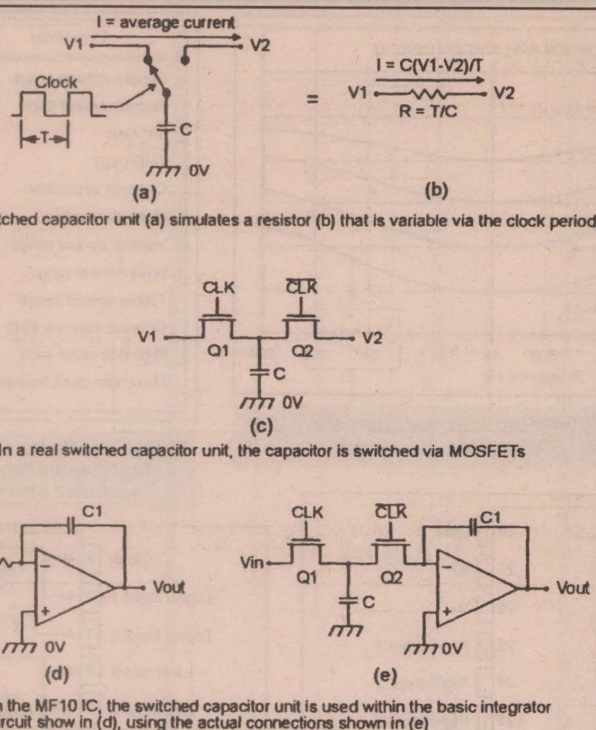 I = average current
V1 V2
Clock
T
C
0V
(a)
=
I = C(V1-V2)/T
V1 V2
R = T/C
(b)
tched capacitor unit (a) simulates a resistor (b) that is variable via the clock period
CLK C̅L̅K̅
V1 V2
Q1 Q2
C
0V
(c)
In a real switched capacitor unit, the capacitor is switched via MOSFETs
C1
−
+
Vout
0V
(d)
CLK C̅L̅K̅
C1
Vin
Q1 Q2
−
+
Vout
C
0V
(e)
n the MF10 IC, the switched capacitor unit is used within the basic integrator
rcuit show in (d), using the actual connections shown in (e)